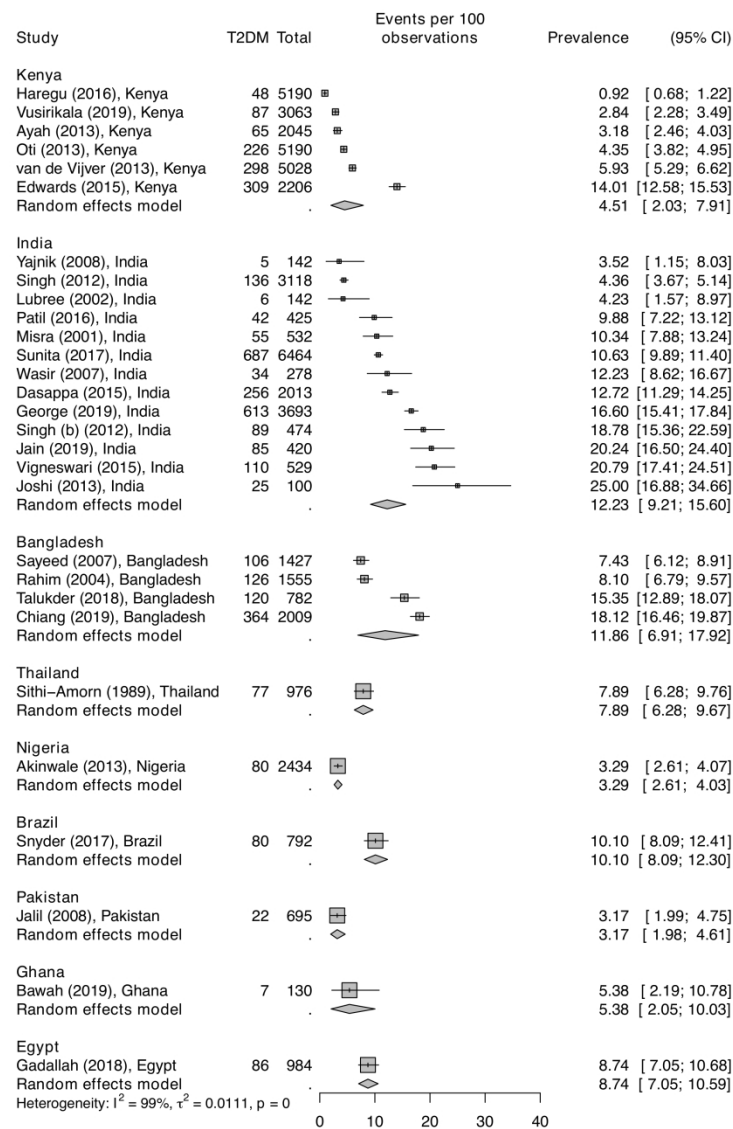 Events per 100
Study T2DM Total observations Prevalence (95% CI)
Kenya
Haregu (2016), Kenya 48 5190 0.92 [ 0.68; 1.22]
Vusirikala (2019), Kenya 87 3063 2.84 [ 2.28; 3.49]
Ayah (2013), Kenya 65 2045 3.18 [ 2.46; 4.03]
Oti (2013), Kenya 226 5190 4.35 [ 3.82; 4.95]
van de Vijver (2013), Kenya 298 5028 5.93 [ 5.29; 6.62]
Edwards (2015), Kenya 309 2206 14.01 [12.58; 15.53]
Random effects model . 4.51 [ 2.03; 7.91]
India
Yajnik (2008), India 5 142 3.52 [ 1.15; 8.03]
Singh (2012), India 136 3118 4.36 [ 3.67; 5.14]
Lubree (2002), India 6 142 4.23 [ 1.57; 8.97]
Patil (2016), India 42 425 9.88 [ 7.22; 13.12]
Misra (2001), India 55 532 10.34 [ 7.88; 13.24]
Sunita (2017), India 687 6464 10.63 [ 9.89; 11.40]
Wasir (2007), India 34 278 12.23 [ 8.62; 16.67]
Dasappa (2015), India 256 2013 12.72 [11.29; 14.25]
George (2019), India 613 3693 16.60 [15.41; 17.84]
Singh (b) (2012), India 89 474 18.78 [15.36; 22.59]
Jain (2019), India 85 420 20.24 [16.50; 24.40]
Vigneswari (2015), India 110 529 20.79 [17.41; 24.51]
Joshi (2013), India 25 100 25.00 [16.88; 34.66]
Random effects model . 12.23 [ 9.21; 15.60]
Bangladesh
Sayeed (2007), Bangladesh 106 1427 7.43 [ 6.12; 8.91]
Rahim (2004), Bangladesh 126 1555 8.10 [ 6.79; 9.57]
Talukder (2018), Bangladesh 120 782 15.35 [12.89; 18.07]
Chiang (2019), Bangladesh 364 2009 18.12 [16.46; 19.87]
Random effects model . 11.86 [ 6.91; 17.92]
Thailand
Sithi−Amorn (1989), Thailand 77 976 7.89 [ 6.28; 9.76]
Random effects model . 7.89 [ 6.28; 9.67]
Nigeria
Akinwale (2013), Nigeria 80 2434 3.29 [ 2.61; 4.07]
Random effects model . 3.29 [ 2.61; 4.03]
Brazil
Snyder (2017), Brazil 80 792 10.10 [ 8.09; 12.41]
Random effects model . 10.10 [ 8.09; 12.30]
Pakistan
Jalil (2008), Pakistan 22 695 3.17 [ 1.99; 4.75]
Random effects model . 3.17 [ 1.98; 4.61]
Ghana
Bawah (2019), Ghana 7 130 5.38 [ 2.19; 10.78]
Random effects model . 5.38 [ 2.05; 10.03]
Egypt
Gadallah (2018), Egypt 86 984 8.74 [ 7.05; 10.68]
Random effects model . 8.74 [ 7.05; 10.59]
Heterogeneity: I² = 99%, τ² = 0.0111, p = 0
0 10 20 30 40